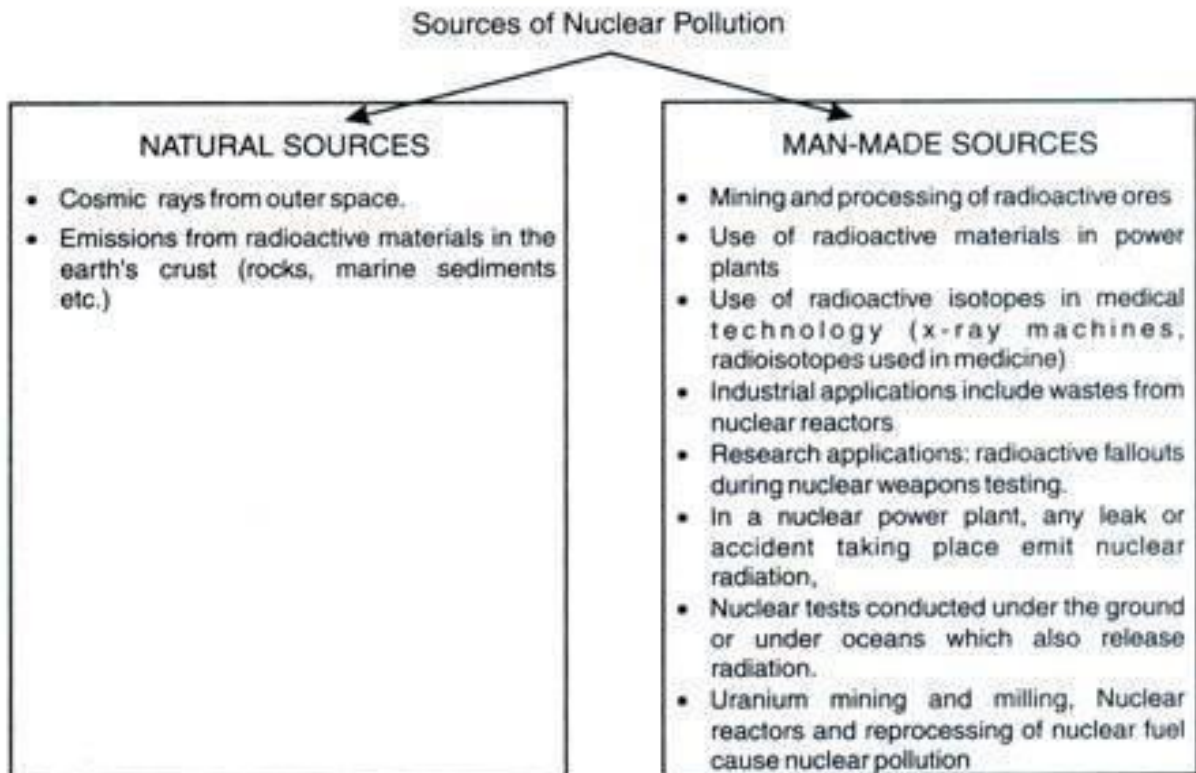 Sources of Nuclear Pollution
NATURAL SOURCES
• Cosmic rays from outer space.
• Emissions from radioactive materials in the
earth's crust (rocks, marine sediments
etc.)
MAN-MADE SOURCES
• Mining and processing of radioactive ores
• Use of radioactive materials in power
plants
• Use of radioactive isotopes in medical
technology (x-ray machines,
radioisotopes used in medicine)
• Industrial applications include wastes from
nuclear reactors
• Research applications: radioactive fallouts
during nuclear weapons testing.
• In a nuclear power plant, any leak or
accident taking place emit nuclear
radiation,
• Nuclear tests conducted under the ground
or under oceans which also release
radiation.
• Uranium mining and milling, Nuclear
reactors and reprocessing of nuclear fuel
cause nuclear pollution